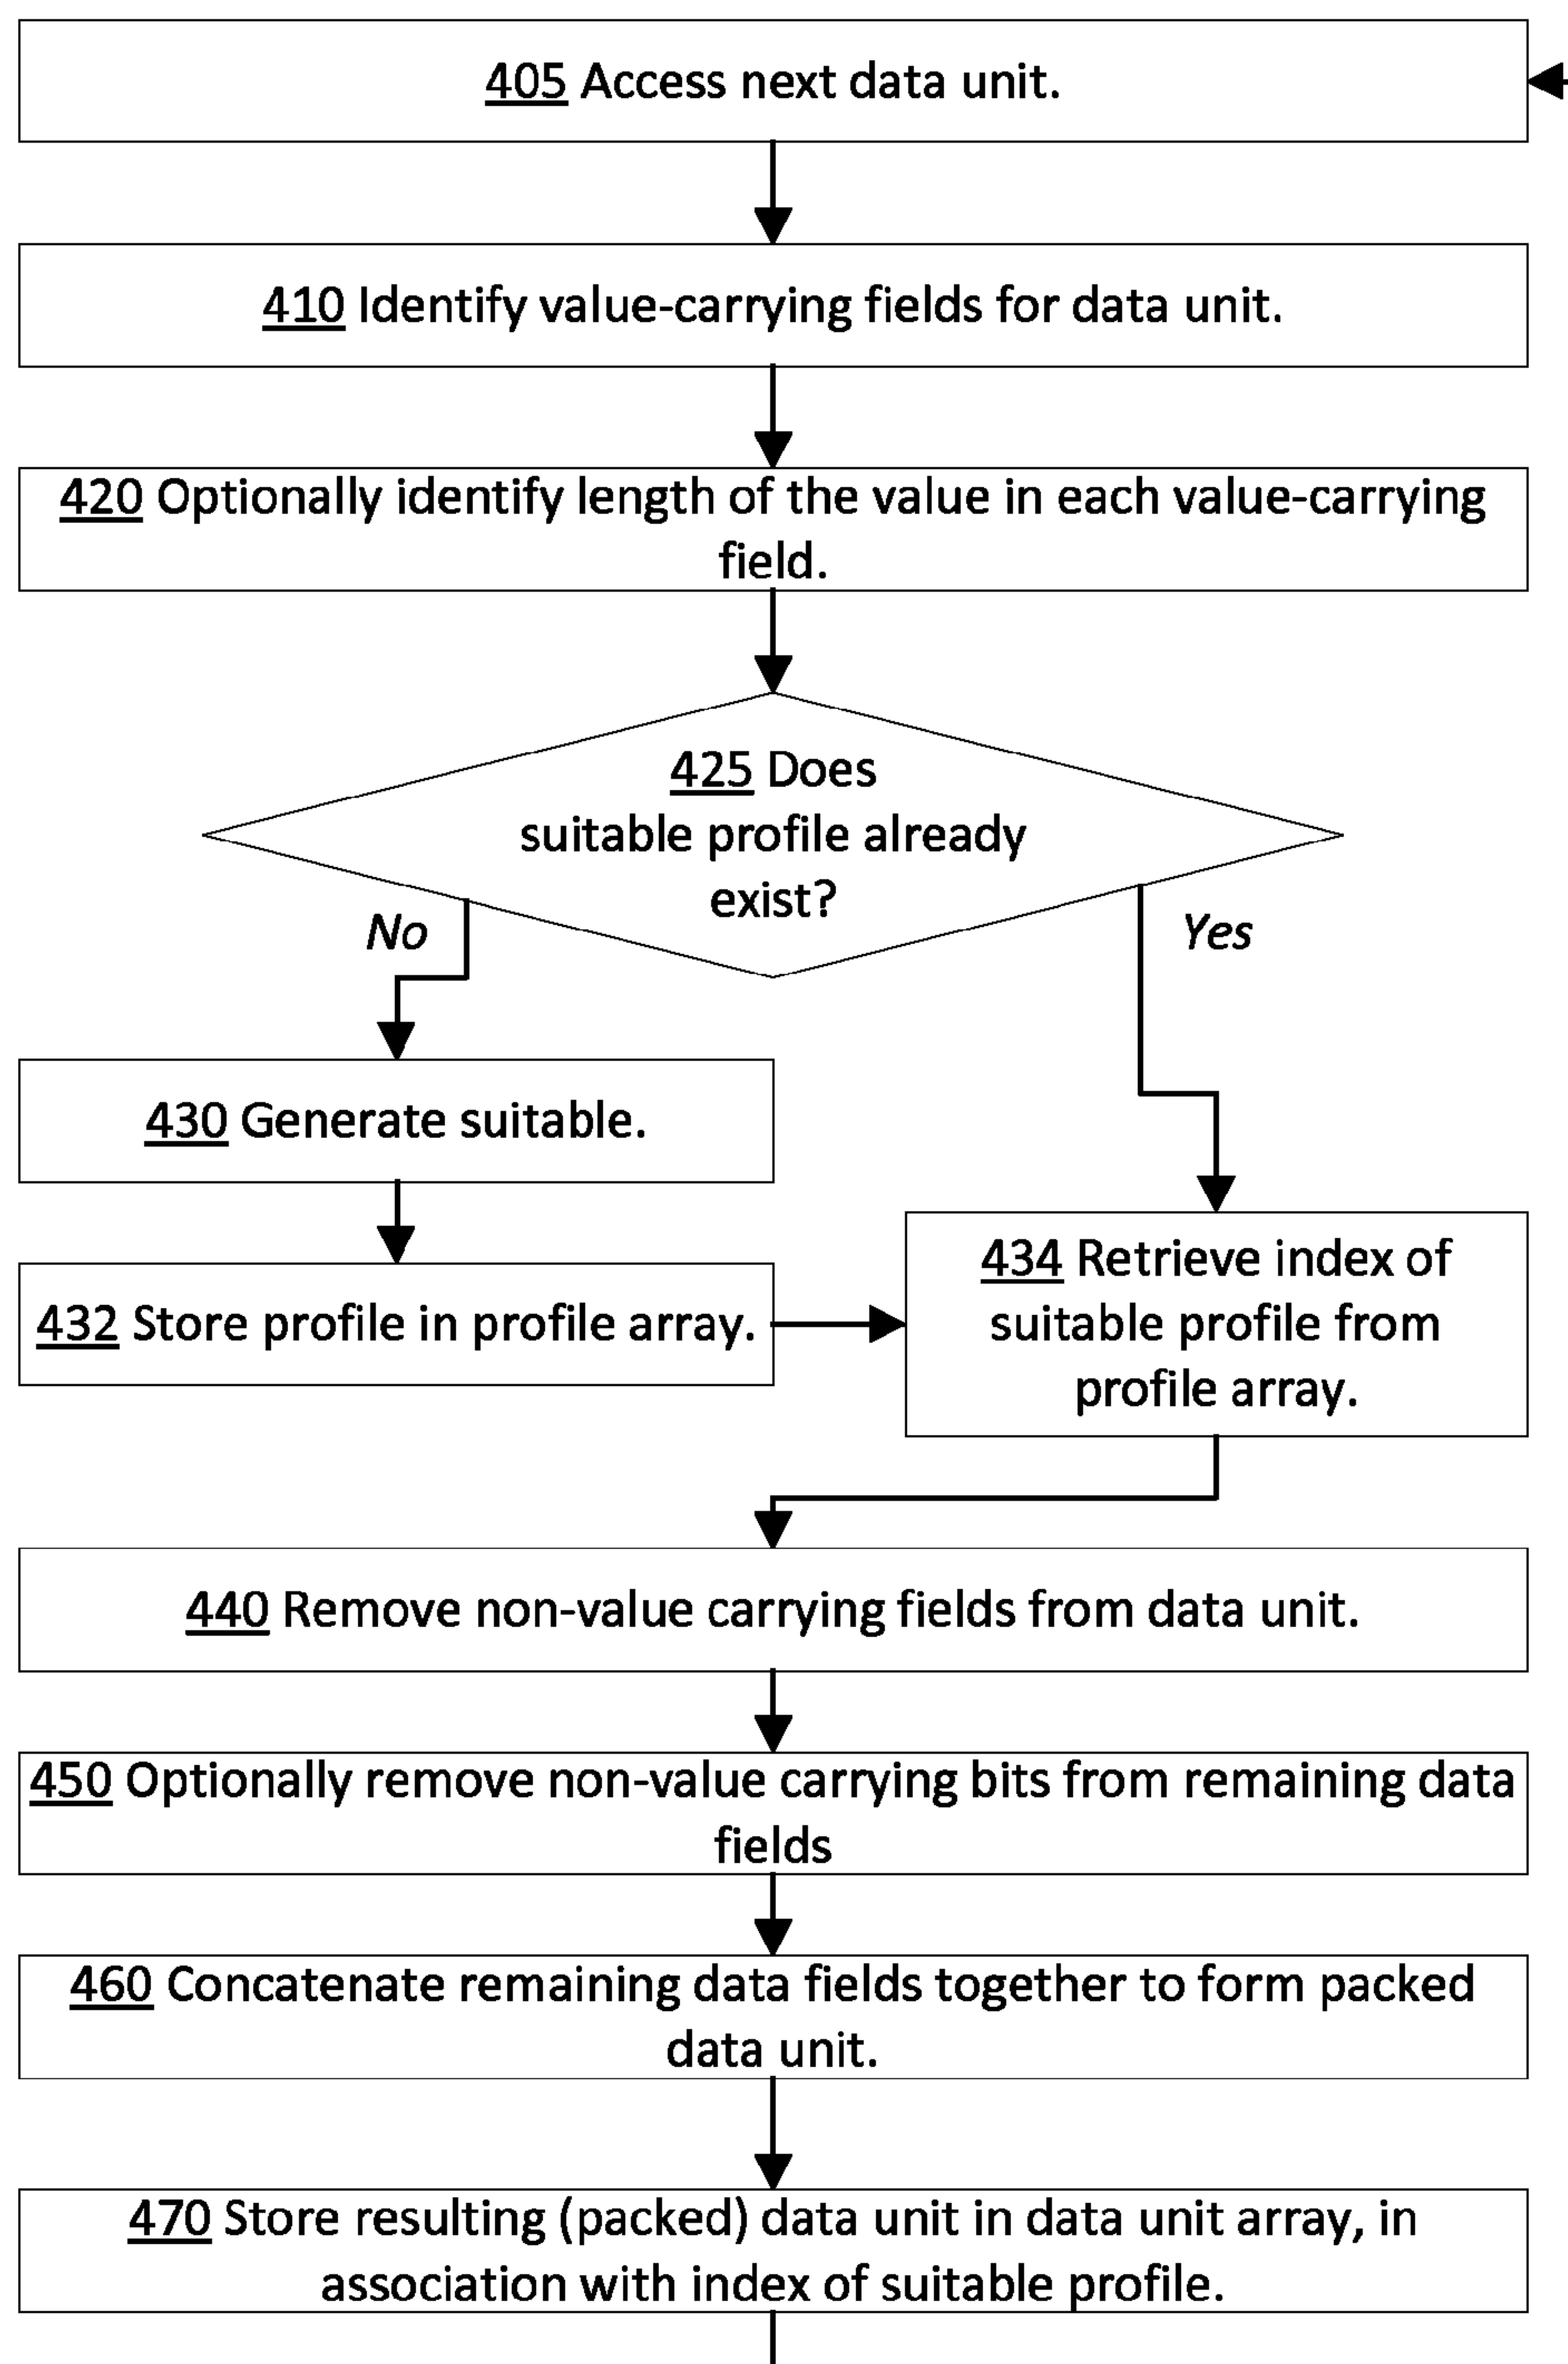 405 Access next data unit.
410 Identify value-carrying fields for data unit.
420 Optionally identify length of the value in each value-carrying
field.
425 Does
suitable profile already
exist?
No
Yes
430 Generate suitable.
432 Store profile in profile array.
434 Retrieve index of
suitable profile from
profile array.
440 Remove non-value carrying fields from data unit.
450 Optionally remove non-value carrying bits from remaining data
fields
460 Concatenate remaining data fields together to form packed
data unit.
470 Store resulting (packed) data unit in data unit array, in
association with index of suitable profile.